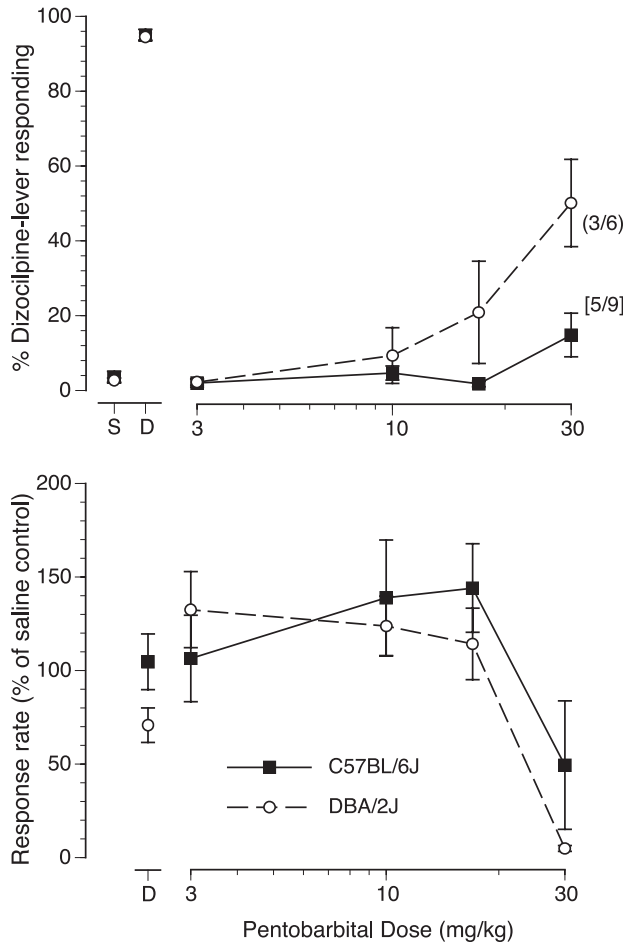 100
80
60
40
20
0
% Dizocilpine-lever responding
(3/6)
[5/9]
S D 3 10 30
200
150
100
50
0
Response rate (% of saline control)
C57BL/6J
DBA/2J
D 3 10 30
Pentobarbital Dose (mg/kg)